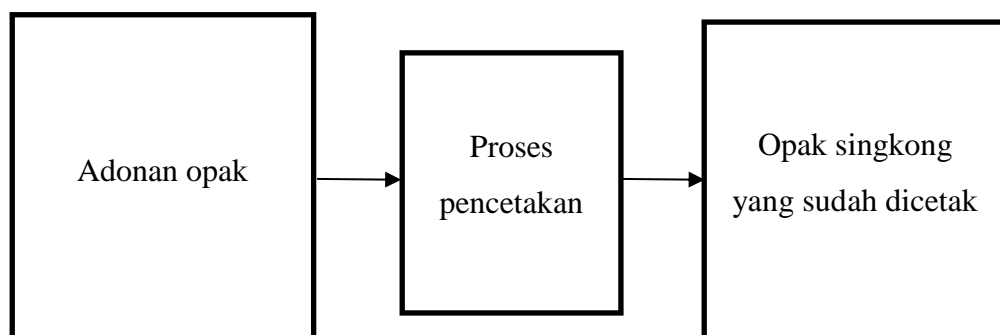 Adonan opak
Proses
pencetakan
Opak singkong
yang sudah dicetak